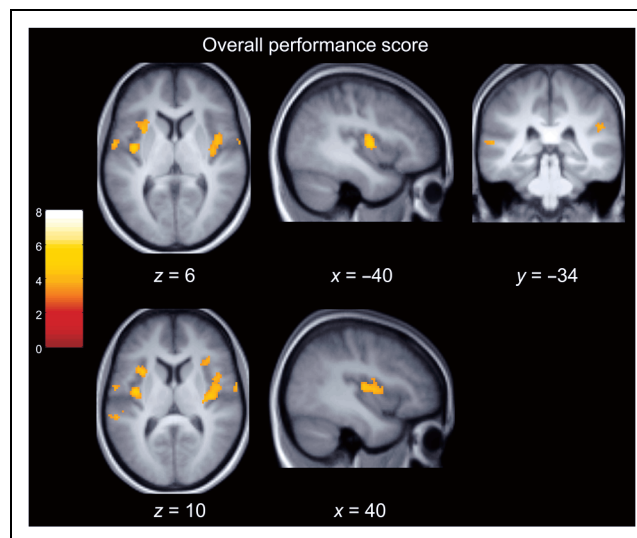 Overall performance score
8
6
4
2
0
z = 6
x = –40
y = –34
z = 10
x = 40